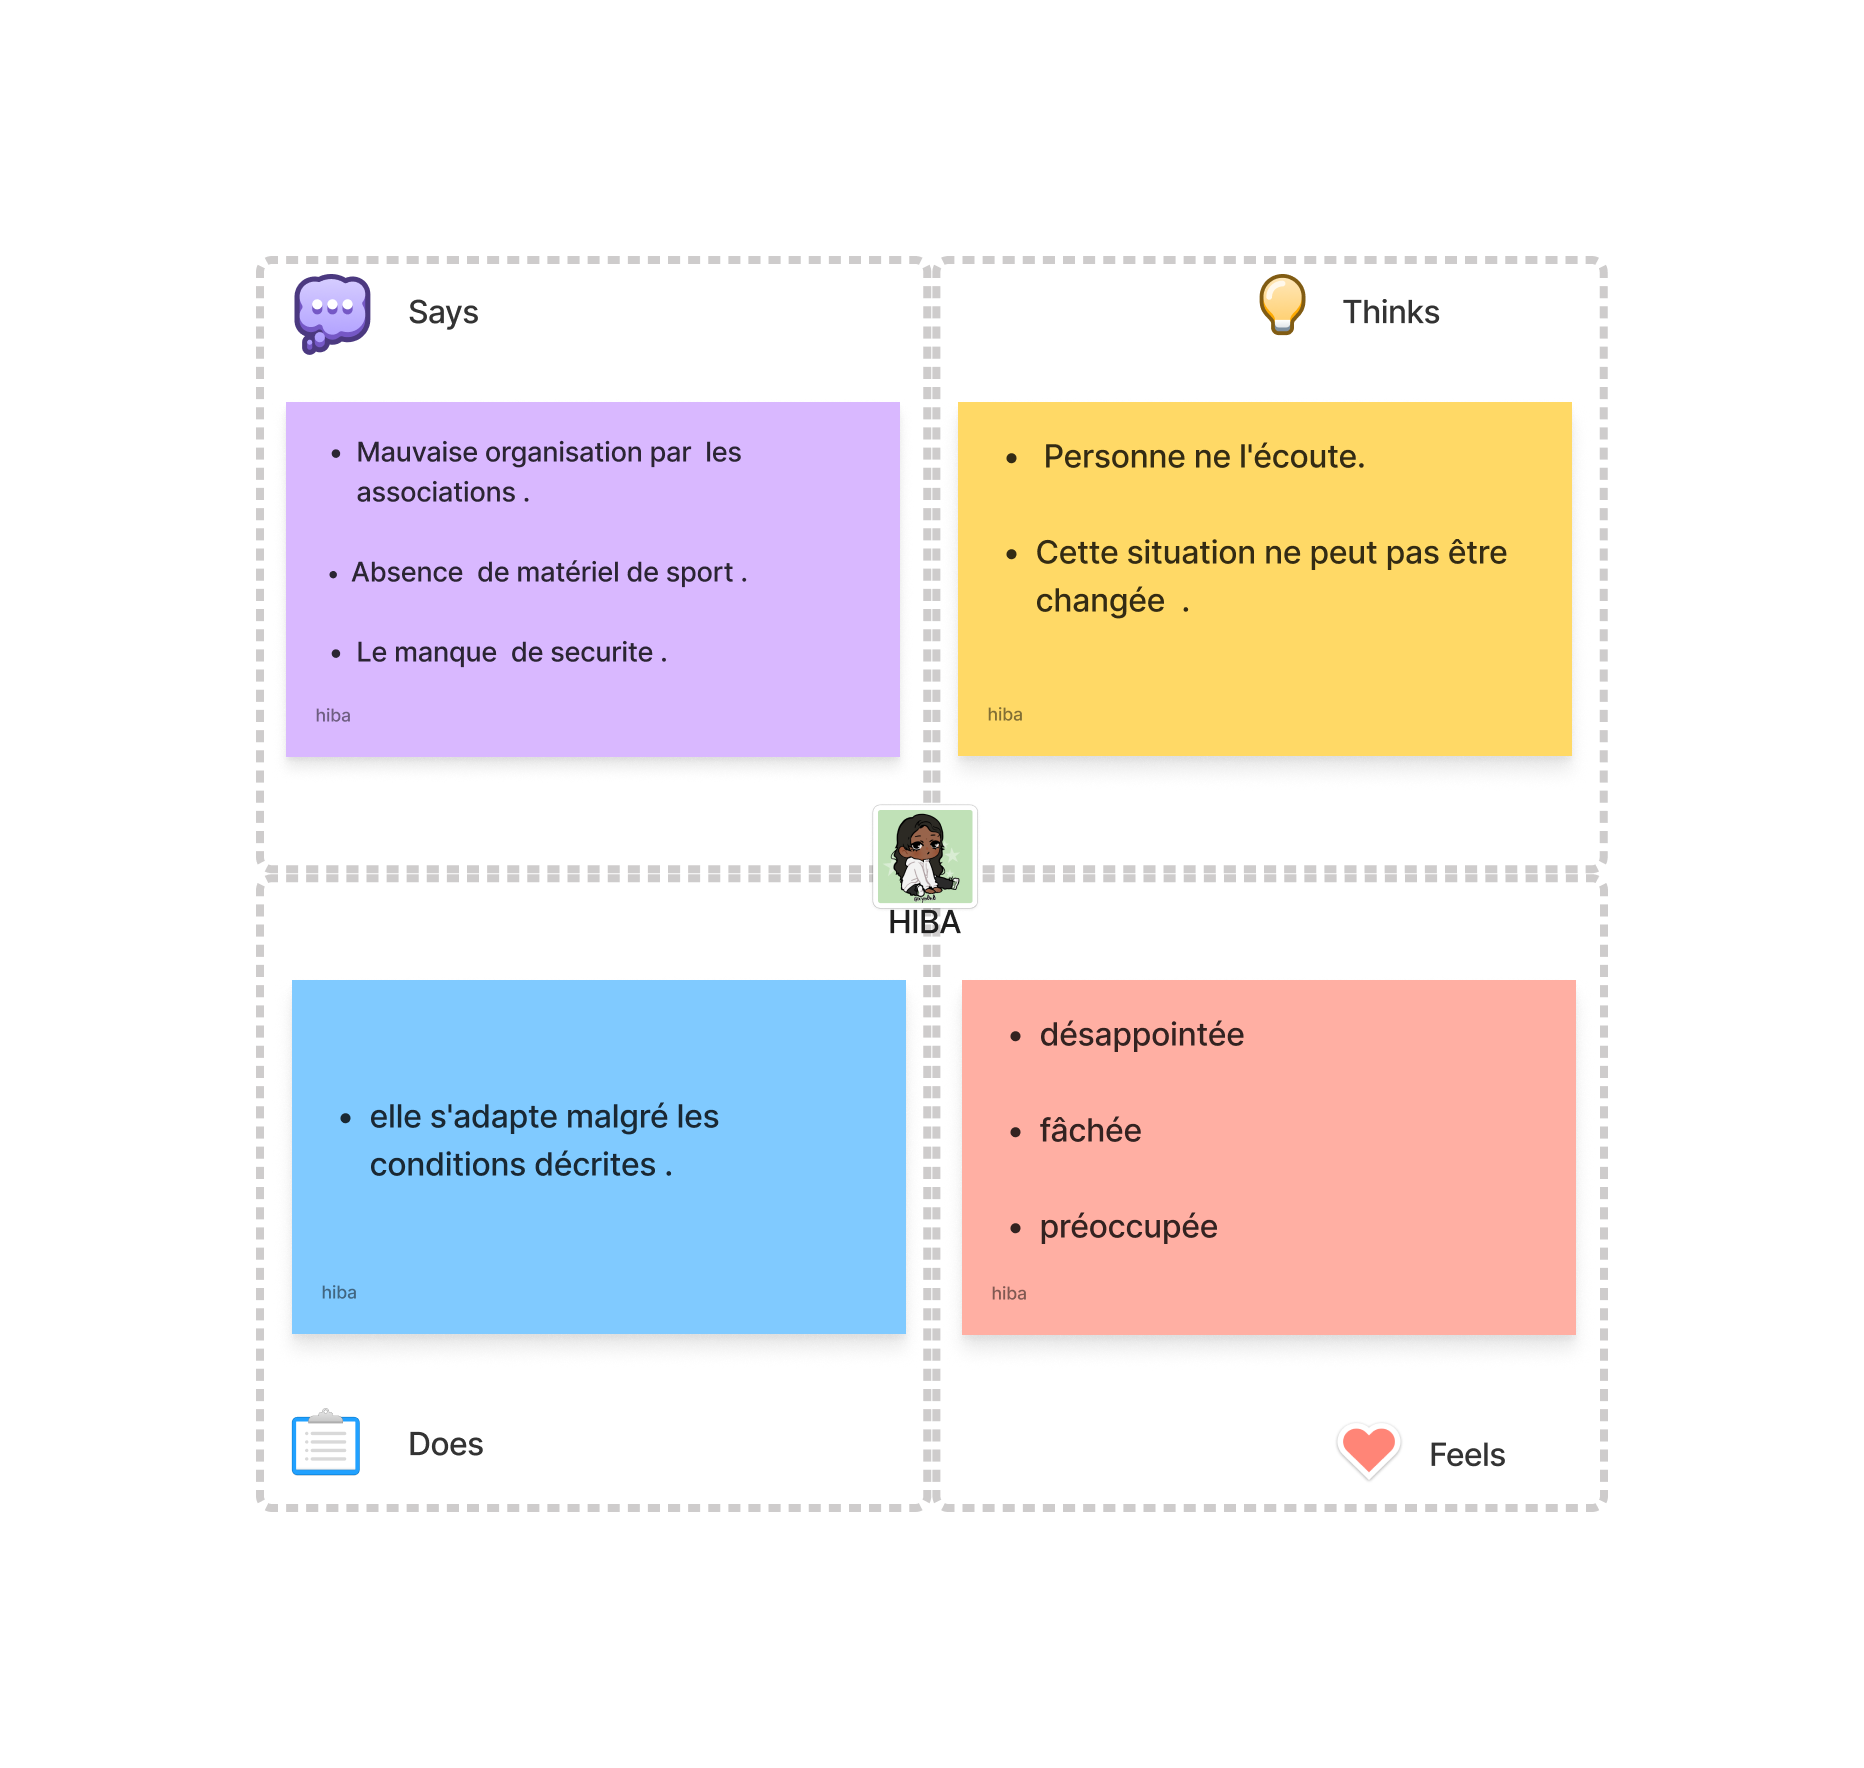 Says
• Mauvaise organisation par les
associations .
• Absence de matériel de sport .
• Le manque de securite .
hiba
Thinks
• Personne ne l'écoute.
• Cette situation ne peut pas être
changée .
hiba
HIBA
• elle s'adapte malgré les
conditions décrites .
hiba
Does
• désappointée
• fâchée
• préoccupée
hiba
Feels